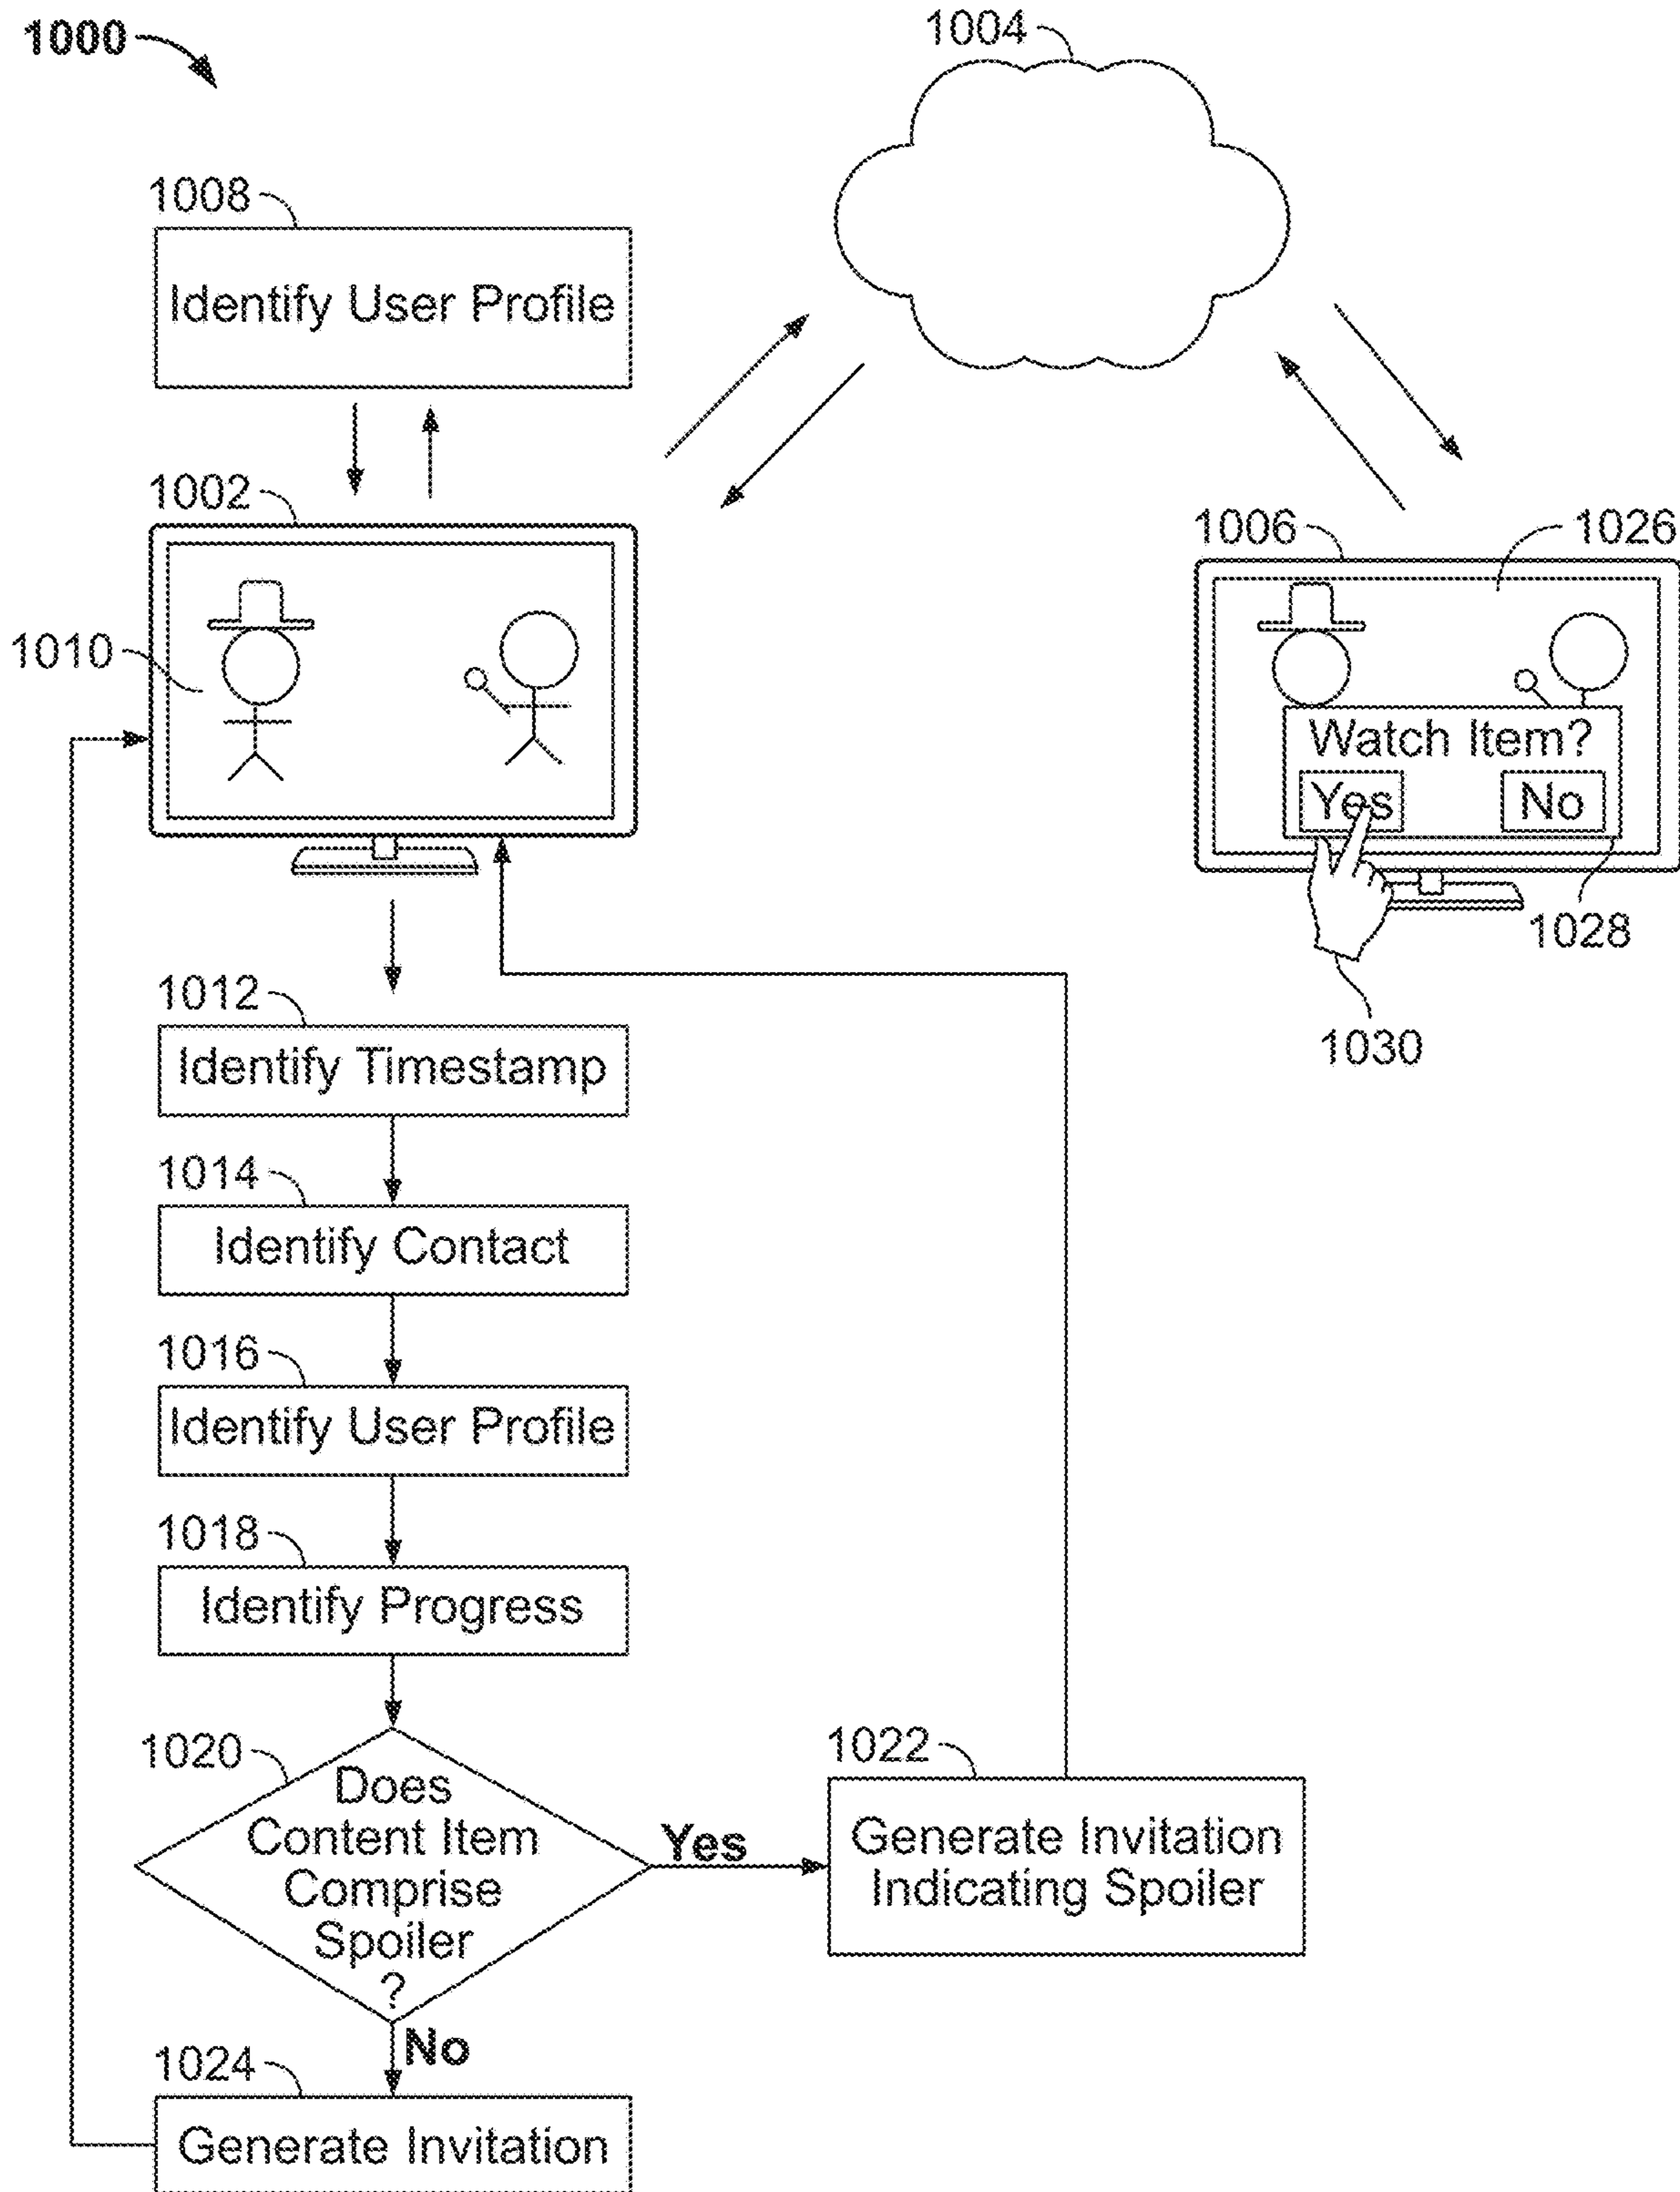 1000
1004
1008
Identify User Profile
1002
1010
1006
1026
Watch Item?
Yes
No
1028
1030
1012
Identify Timestamp
1014
Identify Contact
1016
Identify User Profile
1018
Identify Progress
1020
Does
Content Item
Comprise
Spoiler
?
Yes
1022
Generate Invitation
Indicating Spoiler
No
1024
Generate Invitation